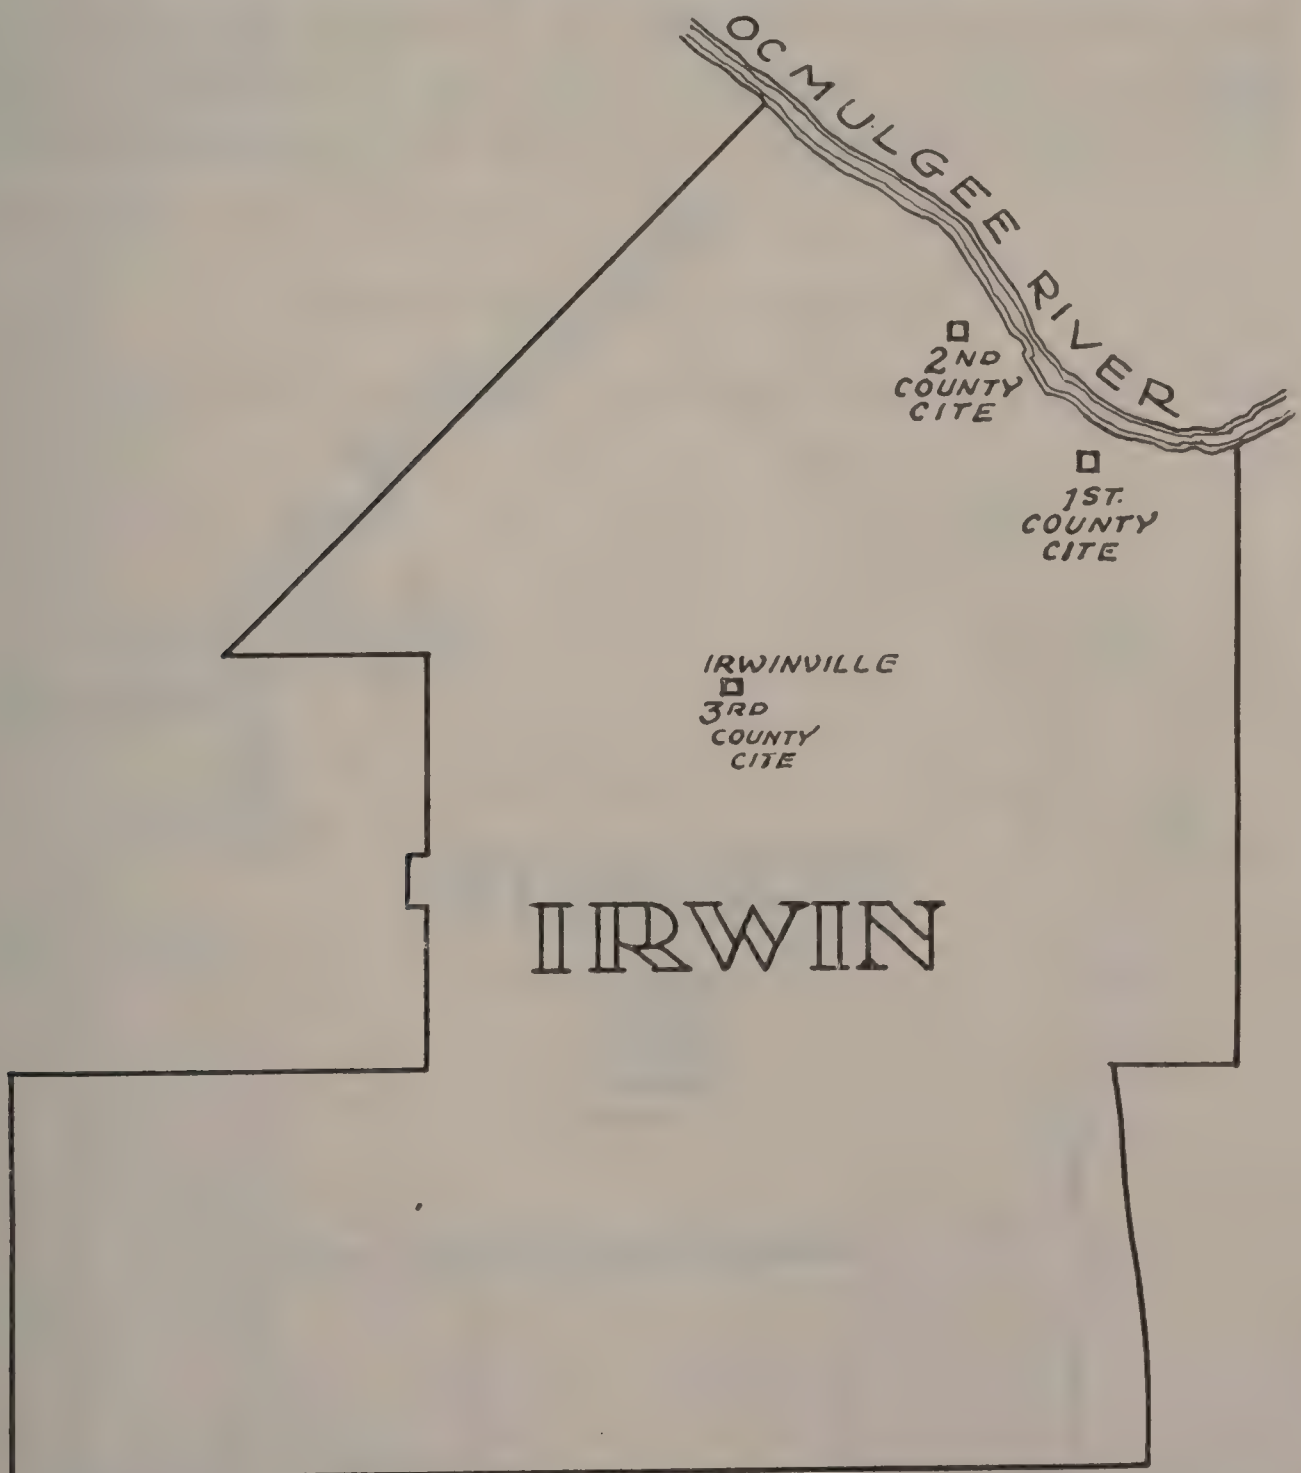 OCMULGEE RIVER
2ND
COUNTY
CITE
1ST.
COUNTY
CITE
IRWINVILLE
3RD
COUNTY
CITE
IRWIN